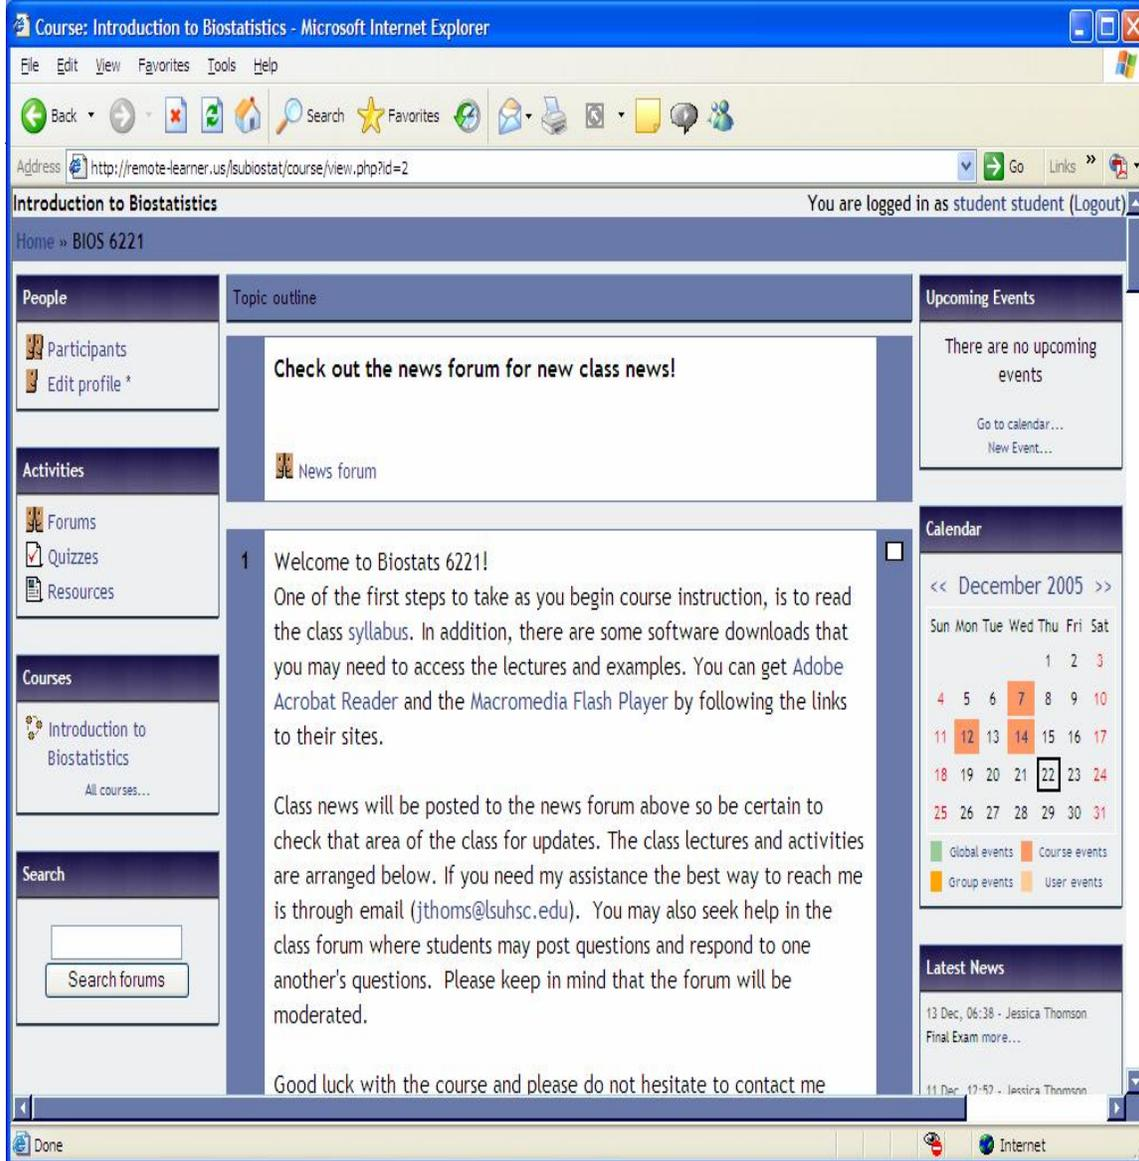 Course: Introduction to Biostatistics - Microsoft Internet Explorer
File Edit View Favorites Tools Help
Back Search Favorites
Address http://remote-learner.us/lsubiostat/course/view.php?id=2 Go Links »
Introduction to Biostatistics You are logged in as student student (Logout)
Home » BIOS 6221
People
Participants
Edit profile *
Activities
Forums
Quizzes
Resources
Courses
Introduction to
Biostatistics
All courses...
Search
Search forums
Topic outline
Check out the news forum for new class news!
News forum
1
Welcome to Biostats 6221!
One of the first steps to take as you begin course instruction, is to read
the class syllabus. In addition, there are some software downloads that
you may need to access the lectures and examples. You can get Adobe
Acrobat Reader and the Macromedia Flash Player by following the links
to their sites.
Class news will be posted to the news forum above so be certain to
check that area of the class for updates. The class lectures and activities
are arranged below. If you need my assistance the best way to reach me
is through email (jthoms@lsuhsc.edu). You may also seek help in the
class forum where students may post questions and respond to one
another's questions. Please keep in mind that the forum will be
moderated.
Good luck with the course and please do not hesitate to contact me
Upcoming Events
There are no upcoming
events
Go to calendar...
New Event...
Calendar
<< December 2005 >>
Sun Mon Tue Wed Thu Fri Sat
1 2 3
4 5 6 7 8 9 10
11 12 13 14 15 16 17
18 19 20 21 22 23 24
25 26 27 28 29 30 31
Global events Course events
Group events User events
Latest News
13 Dec, 06:38 - Jessica Thomson
Final Exam more...
11 Dec, 12:52 - Jessica Thomson
Done Internet